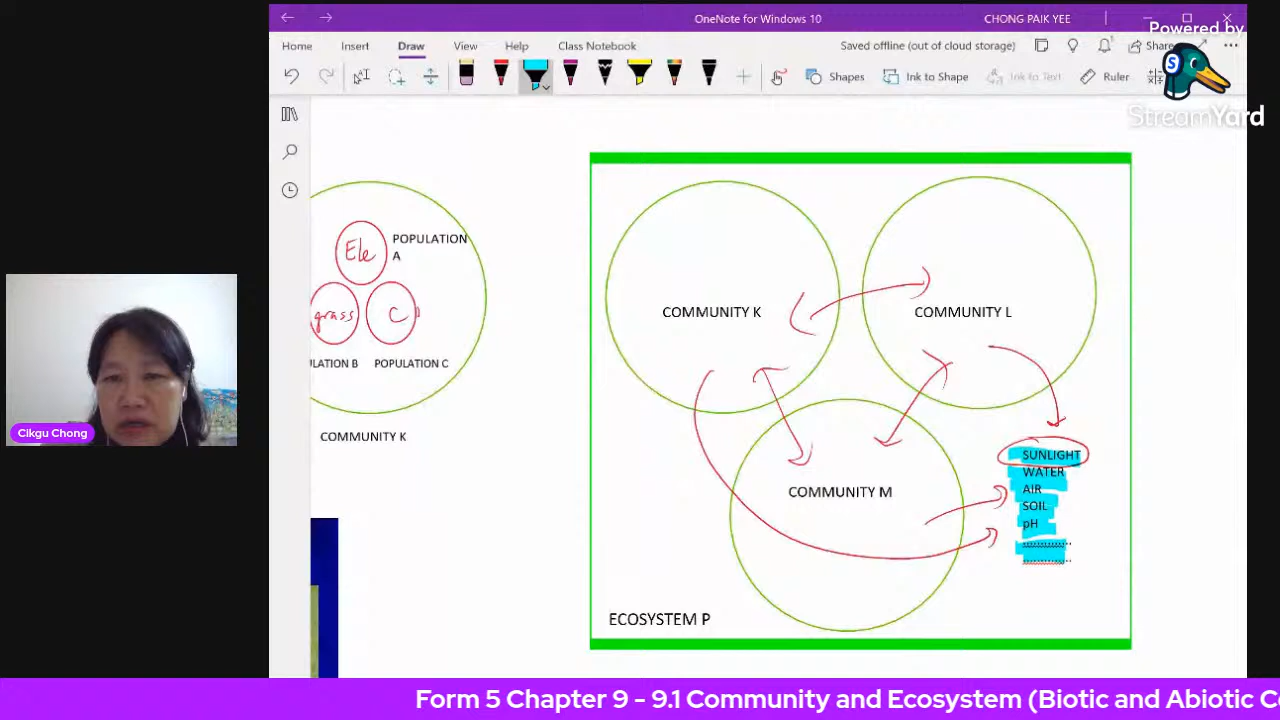 OneNote for Windows 10
CHONG PAIK YEE
Powered by
Home
Insert
Draw
View
Help
Class Notebook
Saved offline (out of cloud storage)
Share
Shapes
Ink to Shape
Ink to Text
Ruler
StreamYard
Ele
POPULATION
A
grass
C
ULATION B
POPULATION C
COMMUNITY K
COMMUNITY K
COMMUNITY L
COMMUNITY M
SUNLIGHT
WATER
AIR
SOIL
pH
ECOSYSTEM P
Cikgu Chong
Form 5 Chapter 9 - 9.1 Community and Ecosystem (Biotic and Abiotic C